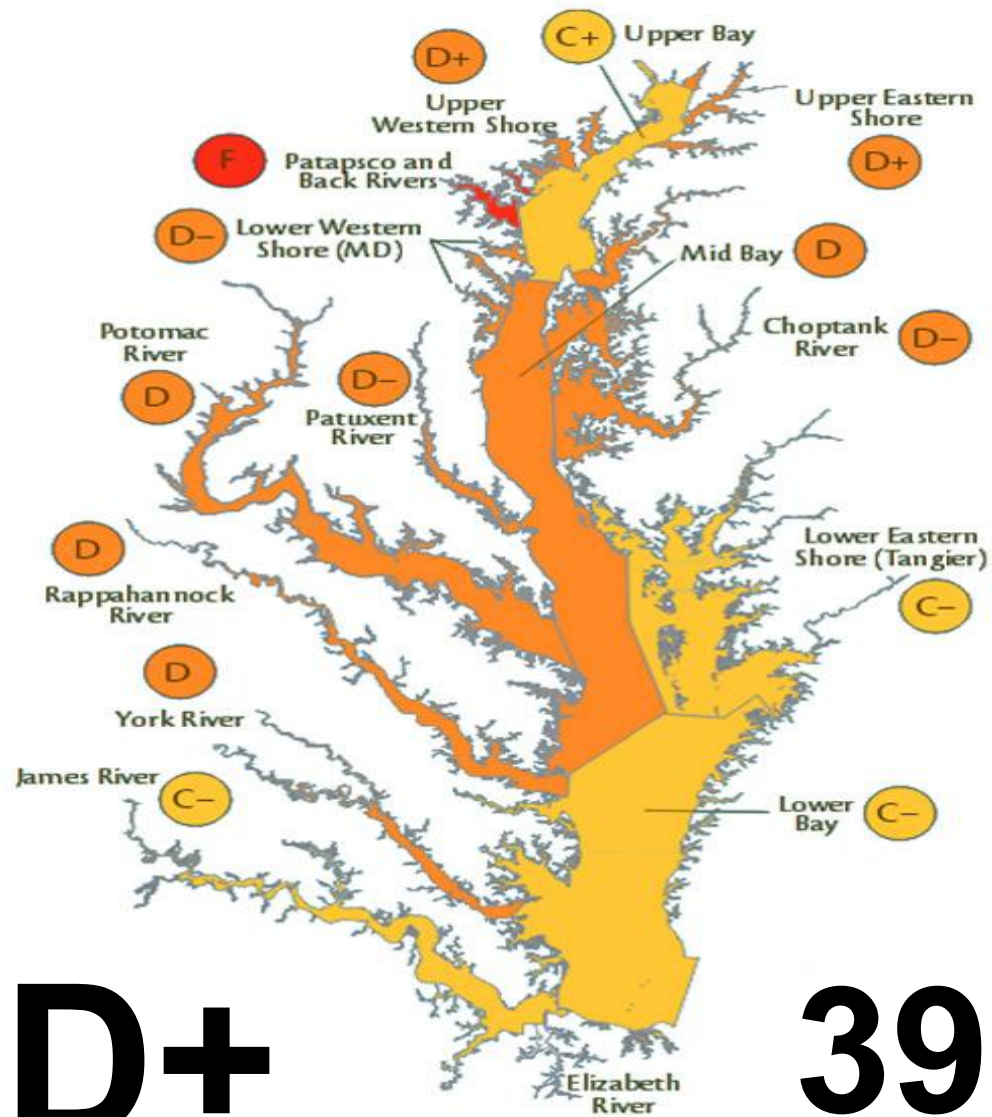 C+
Upper Bay
D+
Upper
Western Shore
Upper Eastern
Shore
D+
F
Patapsco and
Back Rivers
D–
Lower Western
Shore (MD)
Mid Bay
D
Potomac
River
D
D–
Patuxent
River
Choptank
River
D–
D
Rappahannock
River
Lower Eastern
Shore (Tangier)
C–
D
York River
James River
C–
Lower
Bay
C–
Elizabeth
River
D+
39